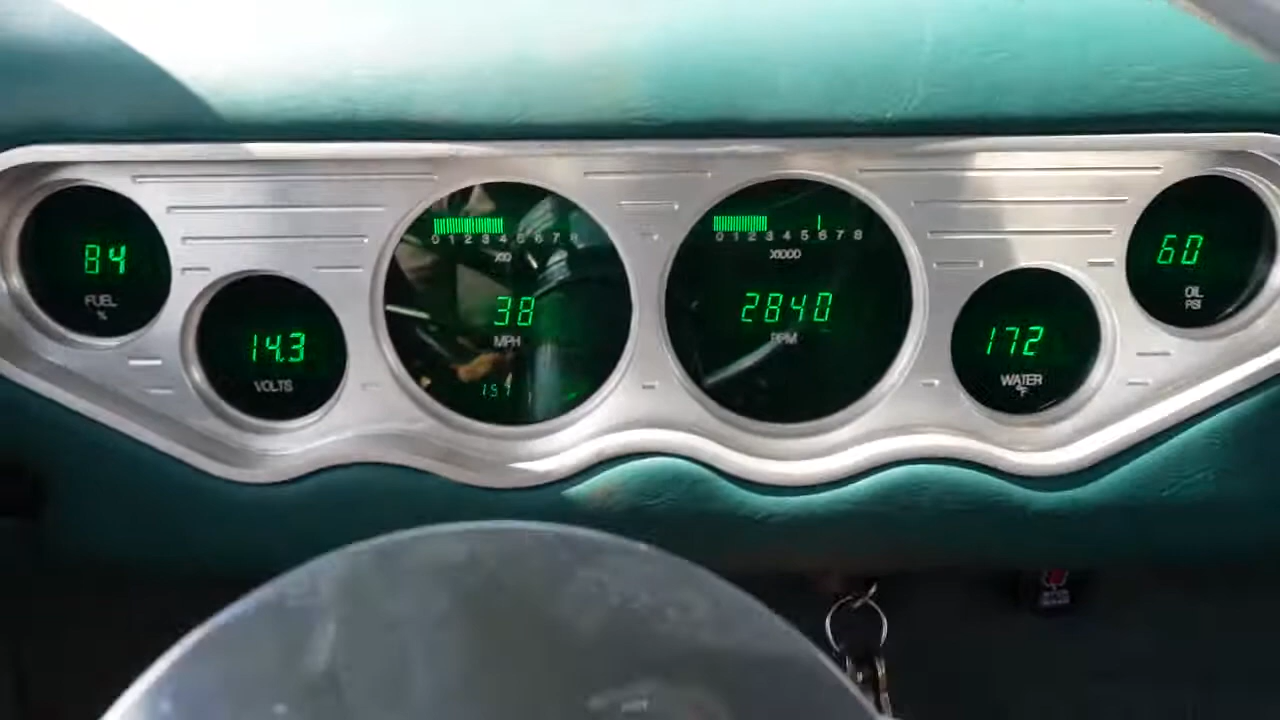 84
FUEL
%
14.3
VOLTS
0 1 2 3 4 5 6 7 8
X10
38
MPH
157
0 1 2 3 4 5 6 7 8
X1000
2840
RPM
172
WATER
°F
60
OIL
PSI